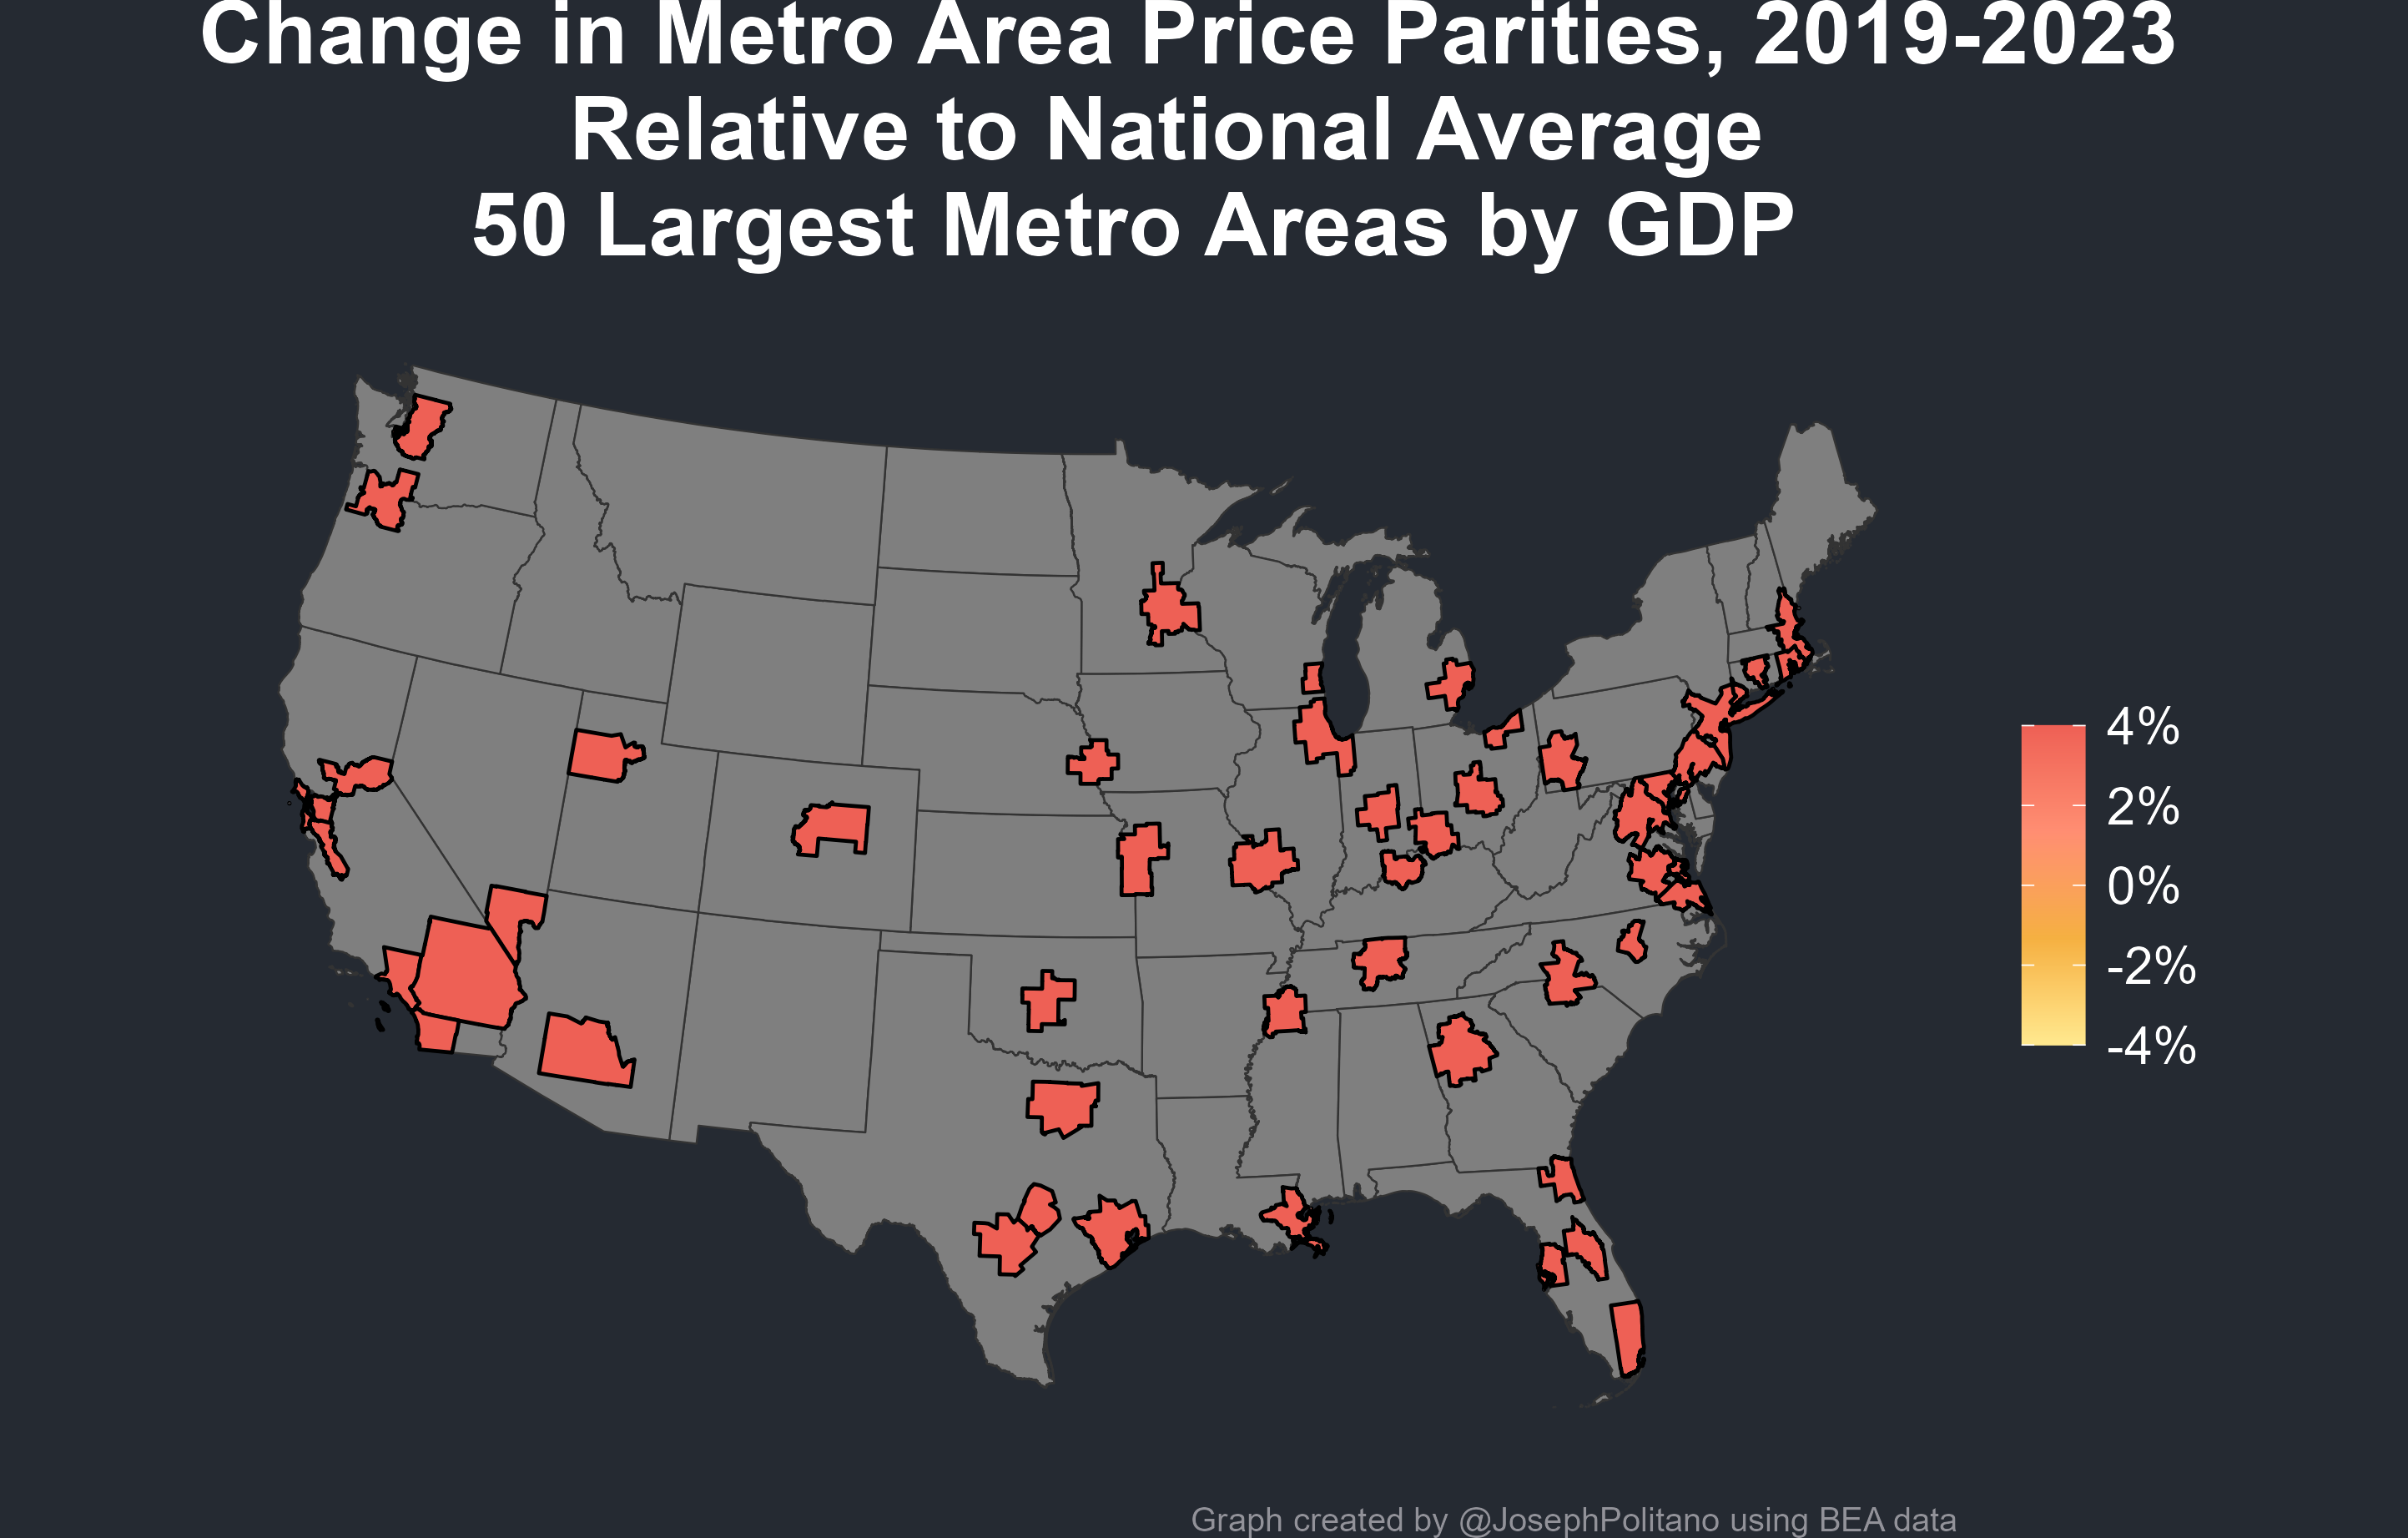 Change in Metro Area Price Parities, 2019-2023
Relative to National Average
50 Largest Metro Areas by GDP
4%
2%
0%
-2%
-4%
Graph created by @JosephPolitano using BEA data